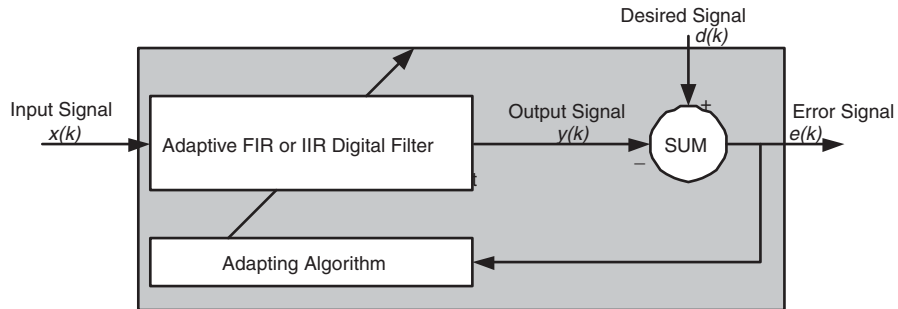 Desired Signal
d(k)
Input Signal
x(k)
Adaptive FIR or IIR Digital Filter
Output Signal
y(k)
+
−
SUM
Error Signal
e(k)
t
Adapting Algorithm